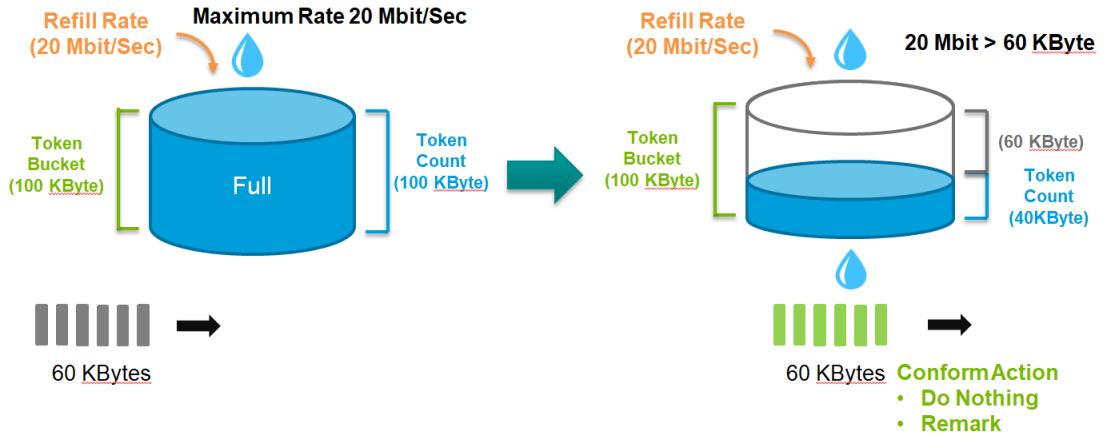 Refill Rate
(20 Mbit/Sec)
Maximum Rate 20 Mbit/Sec
Token
Bucket
(100 KByte)
Full
Token
Count
(100 KByte)
60 KBytes
Refill Rate
(20 Mbit/Sec)
20 Mbit > 60 KByte
Token
Bucket
(100 KByte)
(60 KByte)
Token
Count
(40KByte)
60 KBytes
Conform Action
• Do Nothing
• Remark